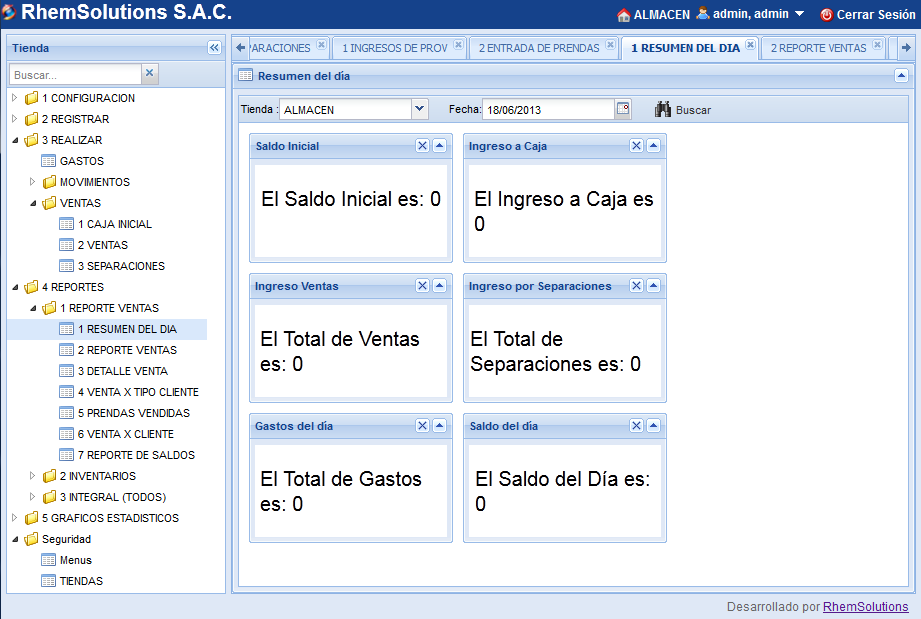 RhemSolutions S.A.C.
ALMACEN admin, admin Cerrar Sesión
Tienda
Buscar...
1 CONFIGURACION
2 REGISTRAR
3 REALIZAR
GASTOS
MOVIMIENTOS
VENTAS
1 CAJA INICIAL
2 VENTAS
3 SEPARACIONES
4 REPORTES
1 REPORTE VENTAS
1 RESUMEN DEL DIA
2 REPORTE VENTAS
3 DETALLE VENTA
4 VENTA X TIPO CLIENTE
5 PRENDAS VENDIDAS
6 VENTA X CLIENTE
7 REPORTE DE SALDOS
2 INVENTARIOS
3 INTEGRAL (TODOS)
5 GRAFICOS ESTADISTICOS
Seguridad
Menus
TIENDAS
PARACIONES 1 INGRESOS DE PROV 2 ENTRADA DE PRENDAS 1 RESUMEN DEL DIA 2 REPORTE VENTAS
Resumen del día
Tienda : ALMACEN Fecha: 18/06/2013 Buscar
Saldo Inicial
El Saldo Inicial es: 0
Ingreso a Caja
El Ingreso a Caja es
0
Ingreso Ventas
El Total de Ventas
es: 0
Ingreso por Separaciones
El Total de
Separaciones es: 0
Gastos del día
El Total de Gastos
es: 0
Saldo del día
El Saldo del Día es:
0
Desarrollado por RhemSolutions